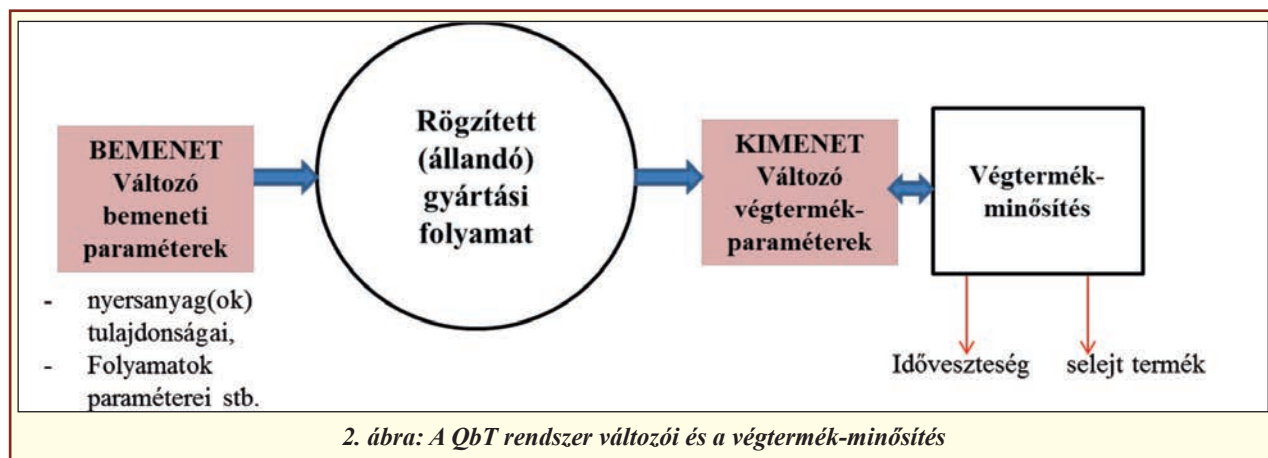 BEMENET
Változó
bemeneti
paraméterek
- nyersanyag(ok)
tulajdonságai,
- Folyamatok
paraméterei stb.
Rögzített
(állandó)
gyártási
folyamat
KIMENET
Változó
végtermék-
paraméterek
Végtermék-
minősítés
Időveszteség
selejt termék
2. ábra: A QbT rendszer változói és a végtermék-minősítés